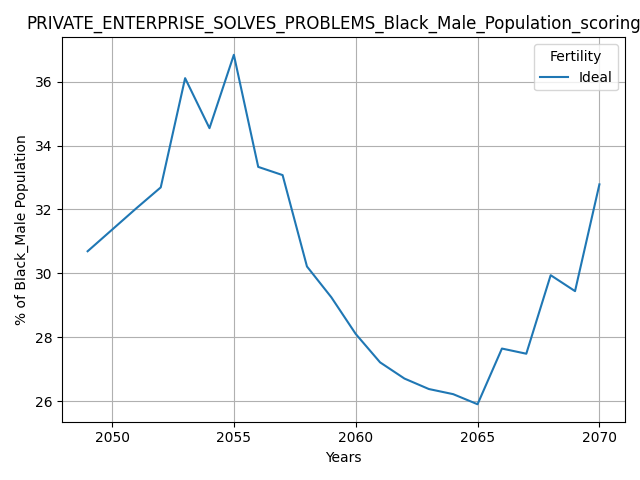 PRIVATE_ENTERPRISE_SOLVES_PROBLEMS_Black_Male_Population_scoring
Fertility
Ideal
% of Black_Male Population
36
34
32
30
28
26
2050 2055 2060 2065 2070
Years